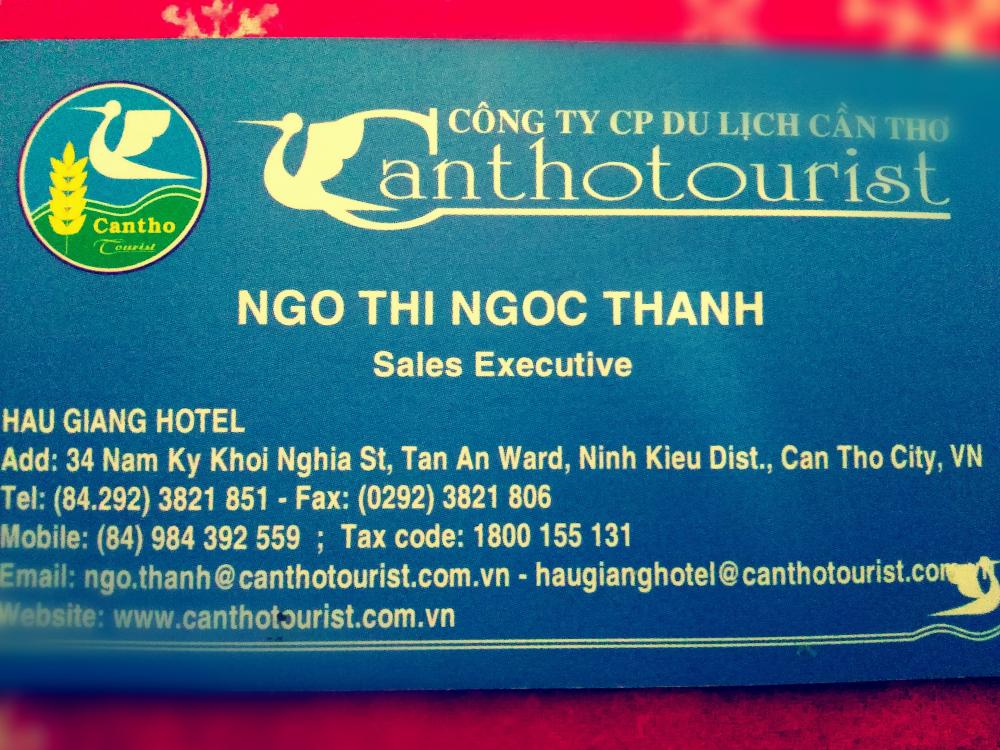 CÔNG TY CP DU LỊCH CẦN THƠ
Canthotourist
Cantho
Tourist
NGO THI NGOC THANH
Sales Executive
HAU GIANG HOTEL
Add: 34 Nam Ky Khoi Nghia St, Tan An Ward, Ninh Kieu Dist., Can Tho City, VN
Tel: (84.292) 3821 851 - Fax: (0292) 3821 806
Mobile: (84) 984 392 559 ; Tax code: 1800 155 131
Email: ngo.thanh@canthotourist.com.vn - haugianghotel@canthotourist.com
Website: www.canthotourist.com.vn